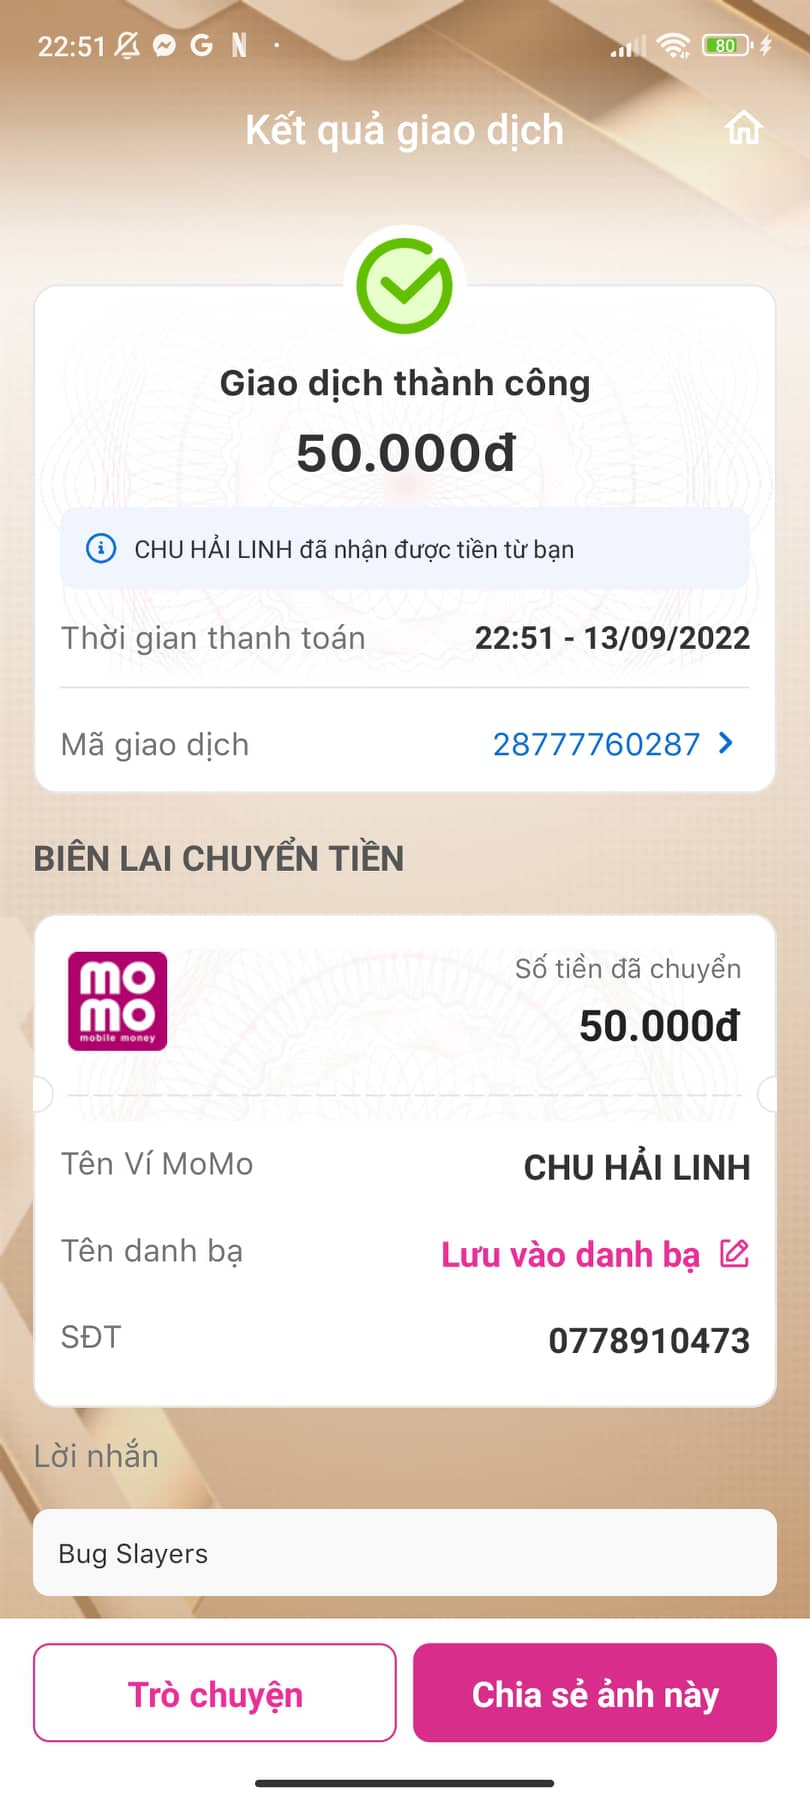 22:51
80
Kết quả giao dịch
Giao dịch thành công
50.000đ
CHU HẢI LINH đã nhận được tiền từ bạn
Thời gian thanh toán 22:51 - 13/09/2022
Mã giao dịch 28777760287
BIÊN LAI CHUYỂN TIỀN
mo
mo
mobile money
Số tiền đã chuyển
50.000đ
Tên Ví MoMo CHU HẢI LINH
Tên danh bạ Lưu vào danh bạ
SĐT 0778910473
Lời nhắn
Bug Slayers
Trò chuyện Chia sẻ ảnh này